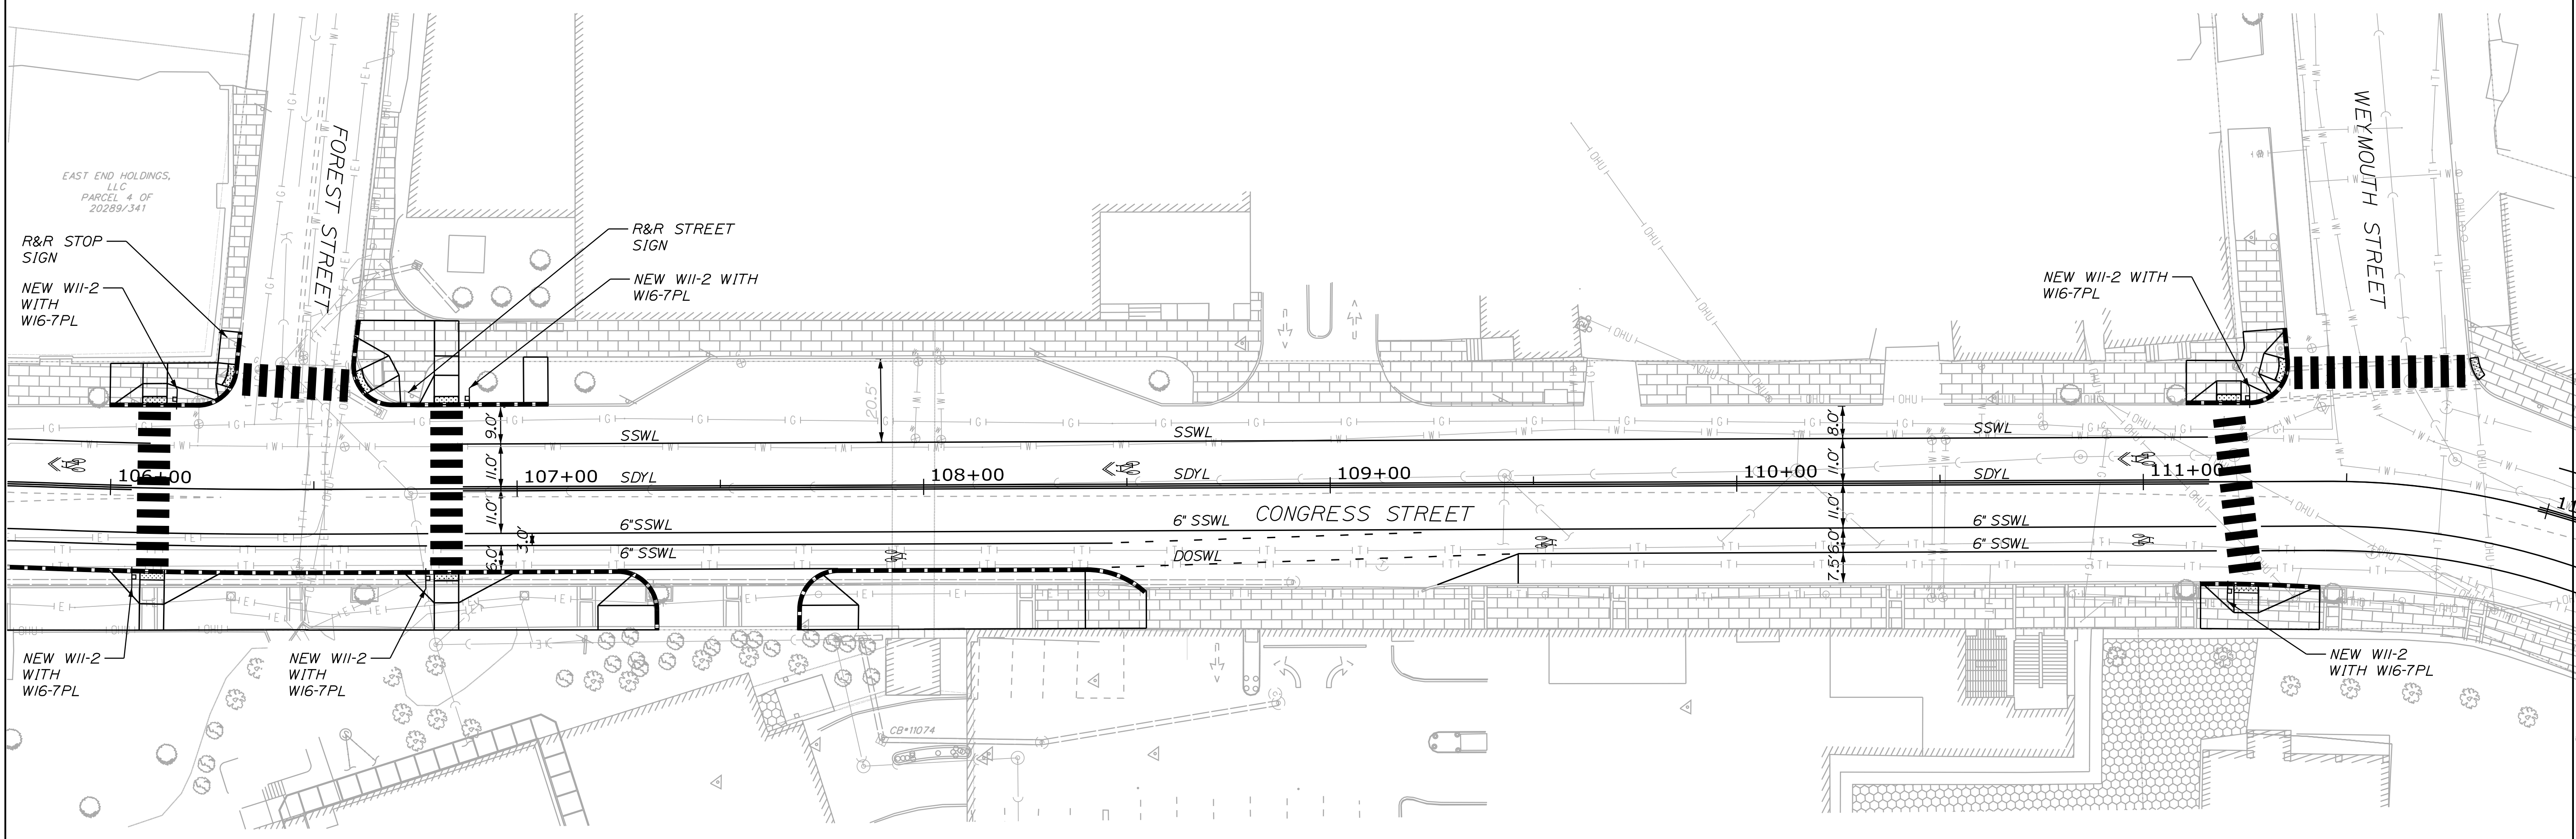 EAST END HOLDINGS,
LLC
PARCEL 4 OF
20289/341
FOREST STREET
WEYMOUTH STREET
R&R STOP
SIGN
NEW W11-2
WITH
W16-7PL
R&R STREET
SIGN
NEW W11-2 WITH
W16-7PL
NEW W11-2 WITH
W16-7PL
20.5'
9.0'
11.0'
11.0'
3.0'
6.0'
SSWL
SSWL
SSWL
8.0'
11.0'
11.0'
6.0'
7.5'
106+00
107+00
SDYL
108+00
109+00
110+00
SDYL
111+00
SDYL
CONGRESS STREET
6" SSWL
6" SSWL
6" SSWL
6" SSWL
DOSWL
6" SSWL
NEW W11-2
WITH
W16-7PL
NEW W11-2
WITH
W16-7PL
NEW W11-2
WITH W16-7PL
CB#11074
G
W
E
T
OHU